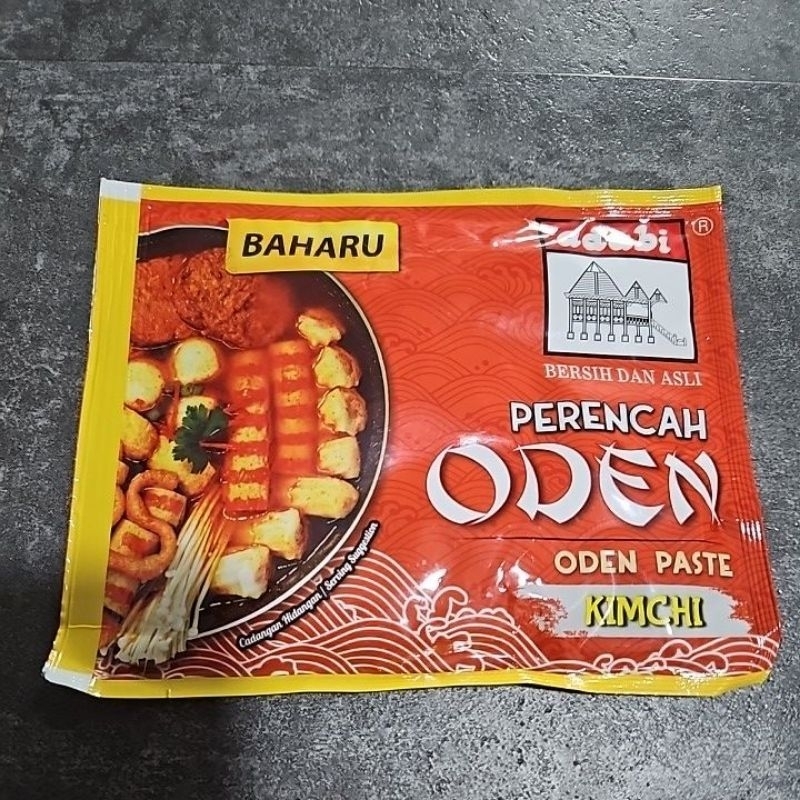 BAHARU
adabi
®
BERSIH DAN ASLI
PERENCAH
ODEN
ODEN PASTE
KIMCHI
Cadangan Hidangan / Serving Suggestion